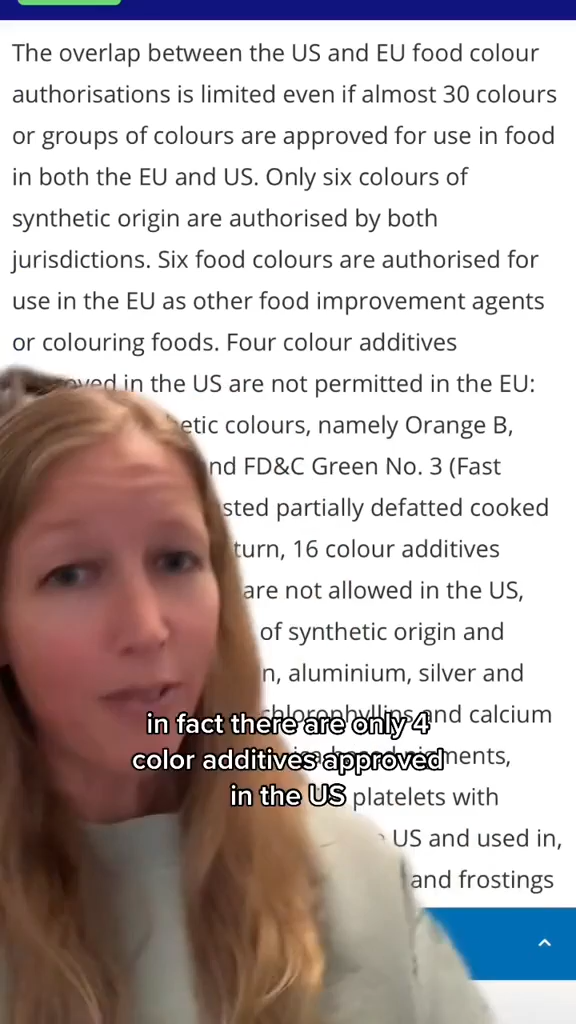 The overlap between the US and EU food colour
authorisations is limited even if almost 30 colours
or groups of colours are approved for use in food
in both the EU and US. Only six colours of
synthetic origin are authorised by both
jurisdictions. Six food colours are authorised for
use in the EU as other food improvement agents
or colouring foods. Four colour additives
in the US are not permitted in the EU:
colours, namely Orange B,
FD&C Green No. 3 (Fast
partially defatted cooked
16 colour additives
are not allowed in the US,
of synthetic origin and
aluminium, silver and
and calcium
in fact there are only 4
color additives approved
in the US
platelets with
US and used in,
and frostings